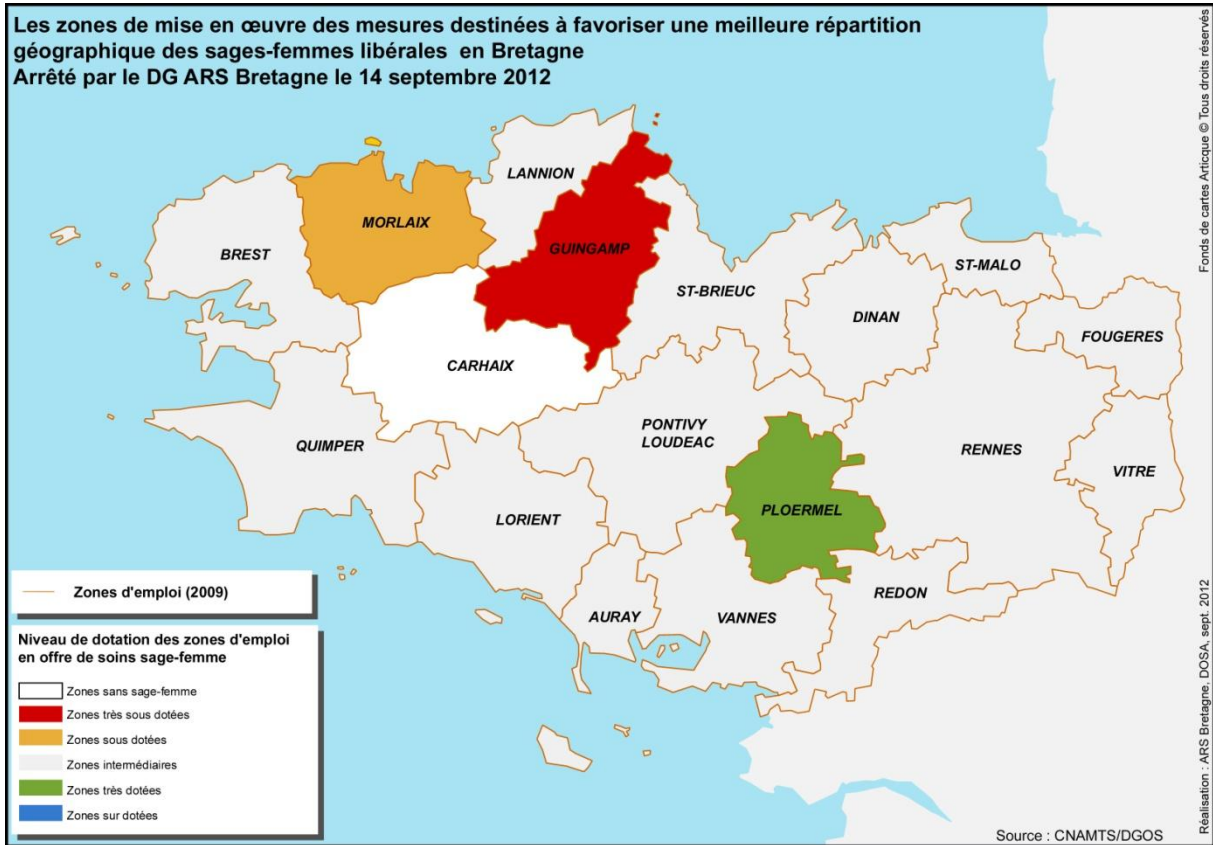 Les zones de mise en œuvre des mesures destinées à favoriser une meilleure répartition
géographique des sages-femmes libérales en Bretagne
Arrêté par le DG ARS Bretagne le 14 septembre 2012
Fonds de cartes Articque © Tous droits réservés
LANNION
MORLAIX
GUINGAMP
BREST
ST-MALO
ST-BRIEUC
DINAN
FOUGERES
CARHAIX
PONTIVY
LOUDEAC
QUIMPER
RENNES
VITRE
PLOERMEL
LORIENT
REDON
AURAY
VANNES
Zones d'emploi (2009)
Niveau de dotation des zones d'emploi
en offre de soins sage-femme
Zones sans sage-femme
Zones très sous dotées
Zones sous dotées
Zones intermédiaires
Zones très dotées
Zones sur dotées
Réalisation : ARS Bretagne, DOSA, sept. 2012
Source : CNAMTS/DGOS